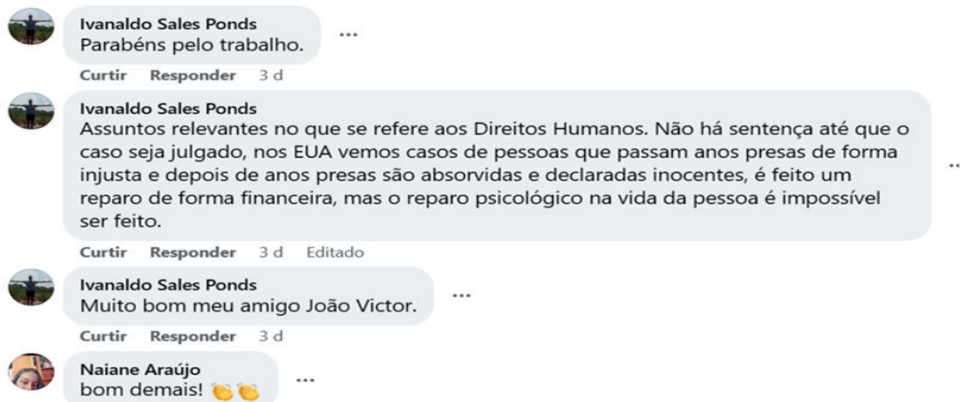 Ivanaldo Sales Ponds
Parabéns pelo trabalho.
...
Curtir Responder 3 d
Ivanaldo Sales Ponds
Assuntos relevantes no que se refere aos Direitos Humanos. Não há sentença até que o
caso seja julgado, nos EUA vemos casos de pessoas que passam anos presas de forma
injusta e depois de anos presas são absorvidas e declaradas inocentes, é feito um
reparo de forma financeira, mas o reparo psicológico na vida da pessoa é impossível
ser feito.
Curtir Responder 3 d Editado
Ivanaldo Sales Ponds
Muito bom meu amigo João Victor.
...
Curtir Responder 3 d
Naiane Araújo
bom demais! 👏👏
...